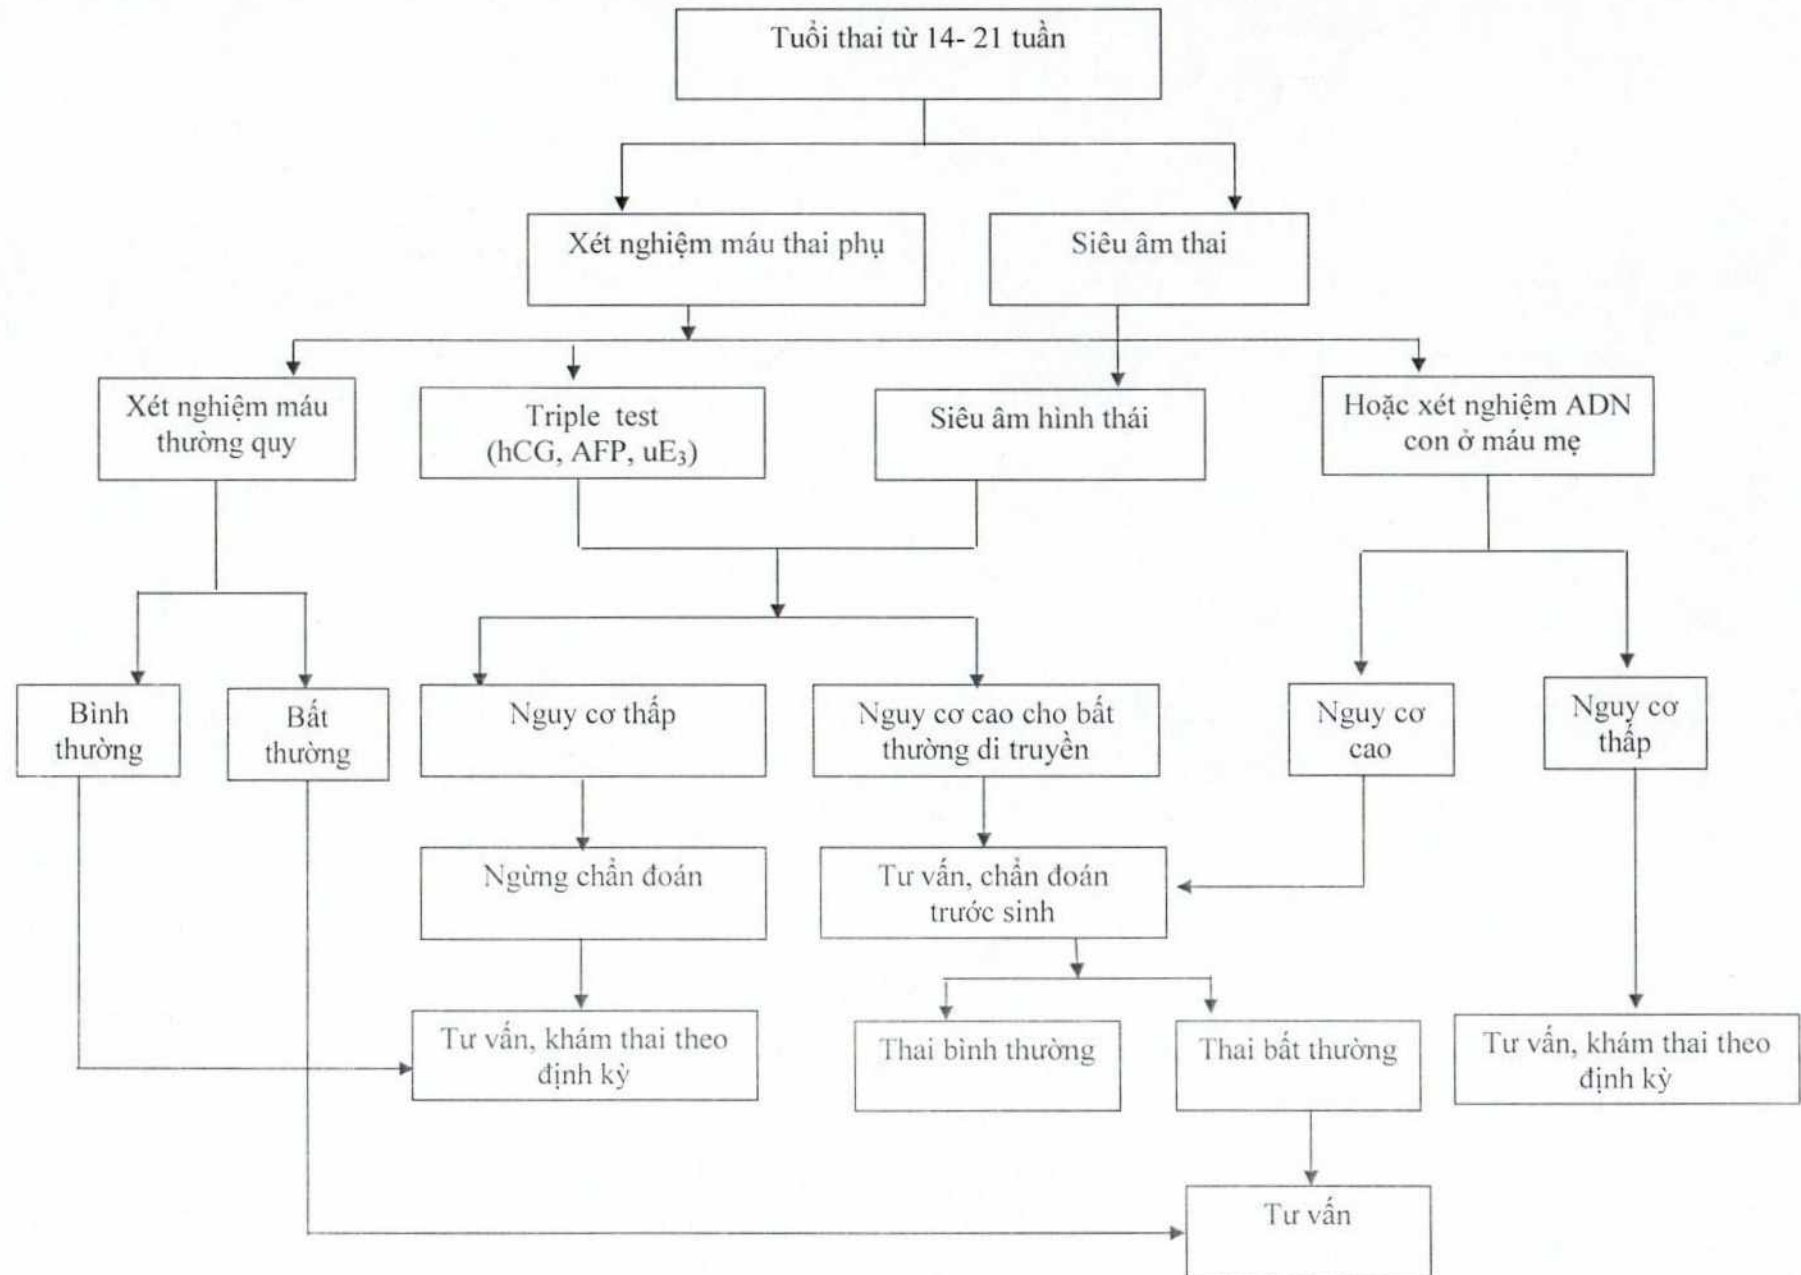 Tuổi thai từ 14- 21 tuần
Xét nghiệm máu thai phụ
Siêu âm thai
Xét nghiệm máu
thường quy
Triple test
(hCG, AFP, uE₃)
Siêu âm hình thái
Hoặc xét nghiệm ADN
con ở máu mẹ
Bình
thường
Bất
thường
Nguy cơ thấp
Nguy cơ cao cho bất
thường di truyền
Nguy cơ
cao
Nguy cơ
thấp
Ngừng chẩn đoán
Tư vấn, chẩn đoán
trước sinh
Tư vấn, khám thai theo
định kỳ
Thai bình thường
Thai bất thường
Tư vấn, khám thai theo
định kỳ
Tư vấn